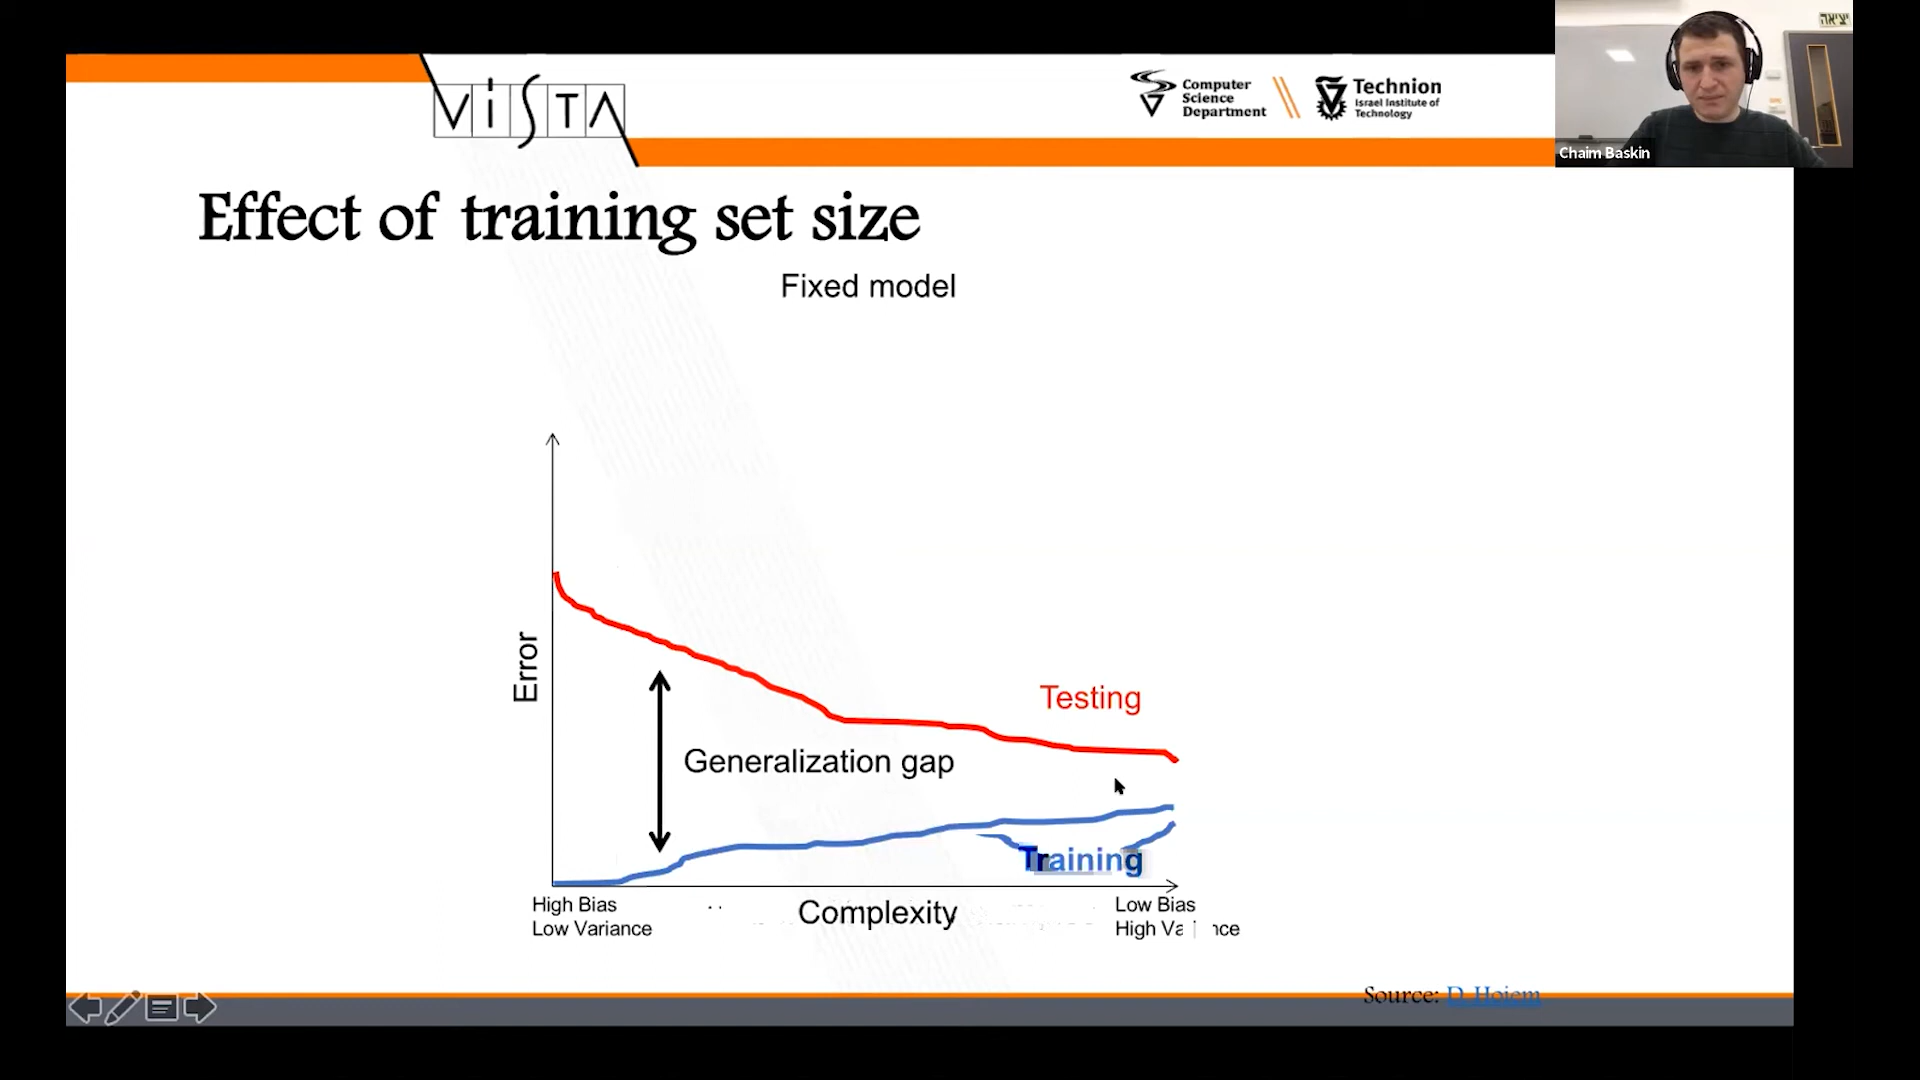 VISTA
Computer
Science
Department
Technion
Israel Institute of
Technology
יציאה
Chaim Baskin
Effect of training set size
Fixed model
Error
Testing
Generalization gap
Training
High Bias
Low Variance
Complexity
Low Bias
High
Source: D. Hoiem